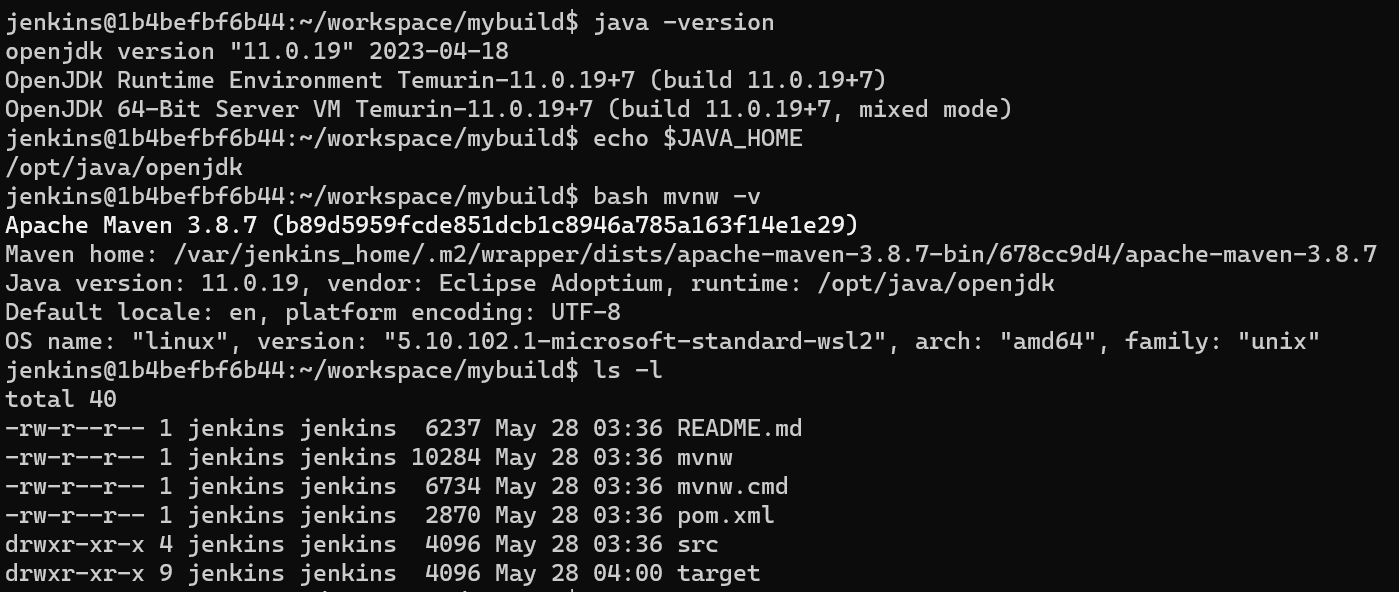 jenkins@1b4befbf6b44:~/workspace/mybuild$ java -version
openjdk version "11.0.19" 2023-04-18
OpenJDK Runtime Environment Temurin-11.0.19+7 (build 11.0.19+7)
OpenJDK 64-Bit Server VM Temurin-11.0.19+7 (build 11.0.19+7, mixed mode)
jenkins@1b4befbf6b44:~/workspace/mybuild$ echo $JAVA_HOME
/opt/java/openjdk
jenkins@1b4befbf6b44:~/workspace/mybuild$ bash mvnw -v
Apache Maven 3.8.7 (b89d5959fcde851dcb1c8946a785a163f14e1e29)
Maven home: /var/jenkins_home/.m2/wrapper/dists/apache-maven-3.8.7-bin/678cc9d4/apache-maven-3.8.7
Java version: 11.0.19, vendor: Eclipse Adoptium, runtime: /opt/java/openjdk
Default locale: en, platform encoding: UTF-8
OS name: "linux", version: "5.10.102.1-microsoft-standard-wsl2", arch: "amd64", family: "unix"
jenkins@1b4befbf6b44:~/workspace/mybuild$ ls -l
total 40
-rw-r--r-- 1 jenkins jenkins  6237 May 28 03:36 README.md
-rw-r--r-- 1 jenkins jenkins 10284 May 28 03:36 mvnw
-rw-r--r-- 1 jenkins jenkins  6734 May 28 03:36 mvnw.cmd
-rw-r--r-- 1 jenkins jenkins  2870 May 28 03:36 pom.xml
drwxr-xr-x 4 jenkins jenkins  4096 May 28 03:36 src
drwxr-xr-x 9 jenkins jenkins  4096 May 28 04:00 target